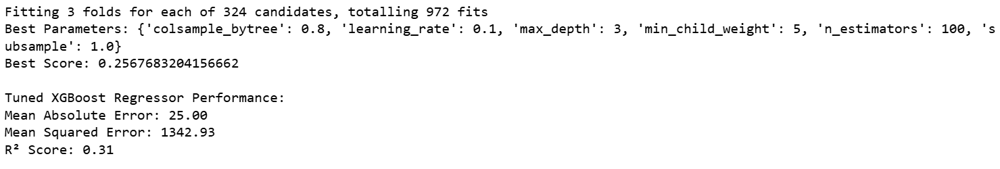 Fitting 3 folds for each of 324 candidates, totalling 972 fits
Best Parameters: {'colsample_bytree': 0.8, 'learning_rate': 0.1, 'max_depth': 3, 'min_child_weight': 5, 'n_estimators': 100, 's
ubsample': 1.0}
Best Score: 0.2567683204156662

Tuned XGBoost Regressor Performance:
Mean Absolute Error: 25.00
Mean Squared Error: 1342.93
R² Score: 0.31